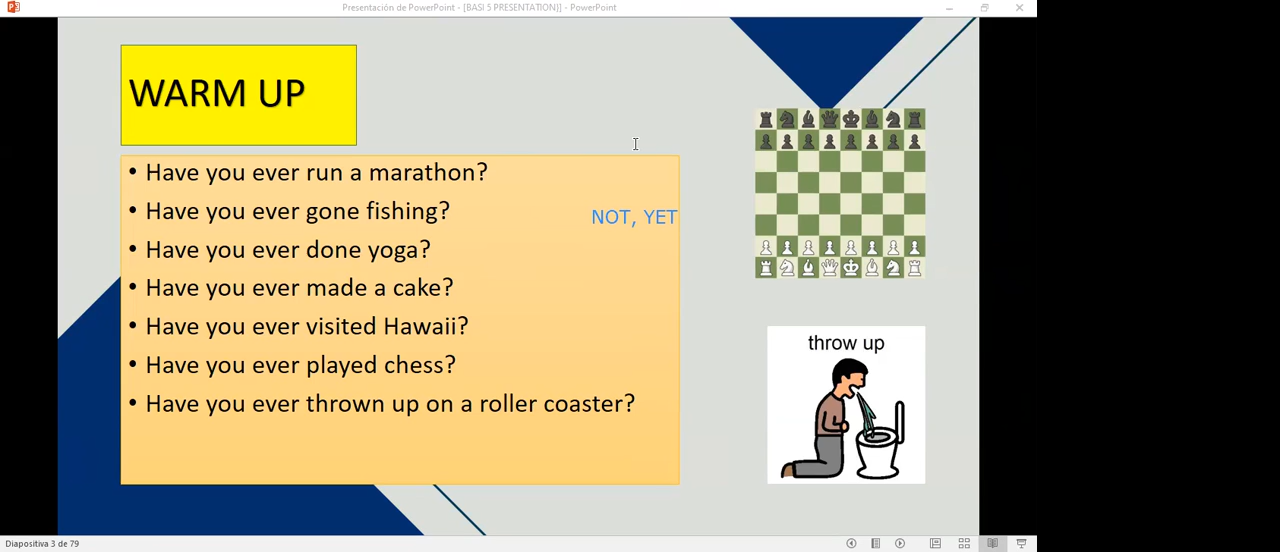 Presentación de PowerPoint - [BASI 5 PRESENTATION] - PowerPoint
WARM UP
• Have you ever run a marathon?
• Have you ever gone fishing?
NOT, YET
• Have you ever done yoga?
• Have you ever made a cake?
• Have you ever visited Hawaii?
• Have you ever played chess?
• Have you ever thrown up on a roller coaster?
throw up
Diapositiva 3 de 79